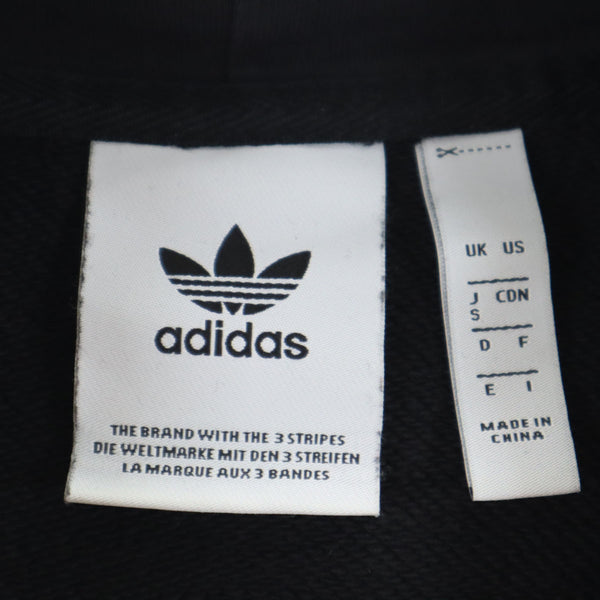 adidas
THE BRAND WITH THE 3 STRIPES
DIE WELTMARKE MIT DEN 3 STREIFEN
LA MARQUE AUX 3 BANDES
UK US
J CDN
S
D F
E I
MADE IN
CHINA